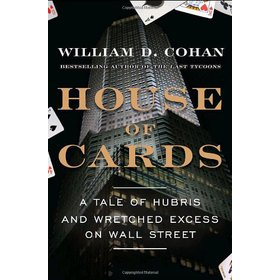 WILLIAM D. COHAN
BESTSELLING AUTHOR OF THE LAST TYCOONS
HOUSE
OF
CARDS
A TALE OF HUBRIS
AND WRETCHED EXCESS
ON WALL STREET